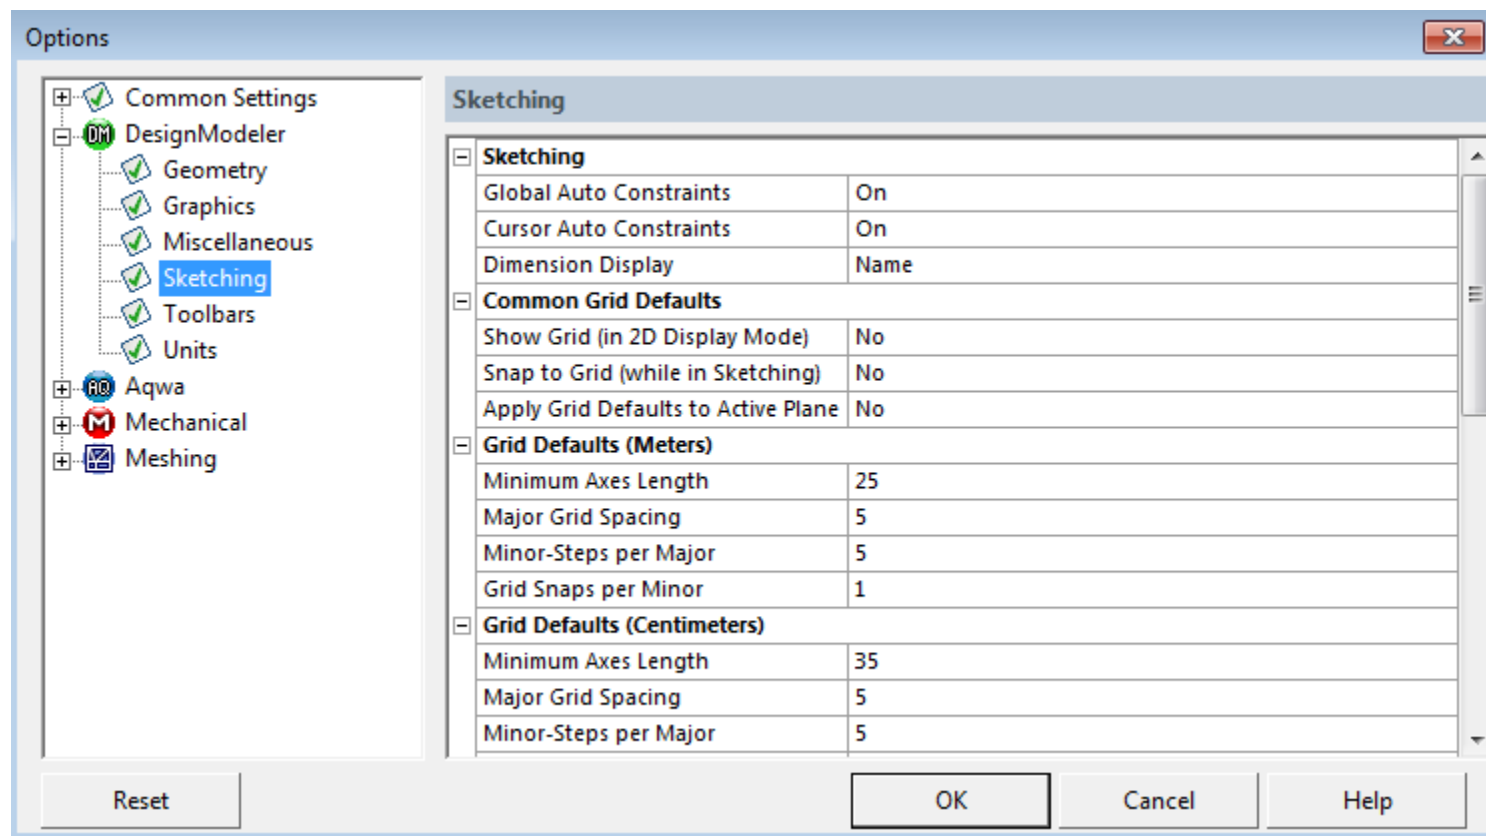 Options
Common Settings
DM DesignModeler
Geometry
Graphics
Miscellaneous
Sketching
Toolbars
Units
AQ Aqwa
M Mechanical
Meshing
Sketching
Sketching
Global Auto Constraints On
Cursor Auto Constraints On
Dimension Display Name
Common Grid Defaults
Show Grid (in 2D Display Mode) No
Snap to Grid (while in Sketching) No
Apply Grid Defaults to Active Plane No
Grid Defaults (Meters)
Minimum Axes Length 25
Major Grid Spacing 5
Minor-Steps per Major 5
Grid Snaps per Minor 1
Grid Defaults (Centimeters)
Minimum Axes Length 35
Major Grid Spacing 5
Minor-Steps per Major 5
Reset OK Cancel Help